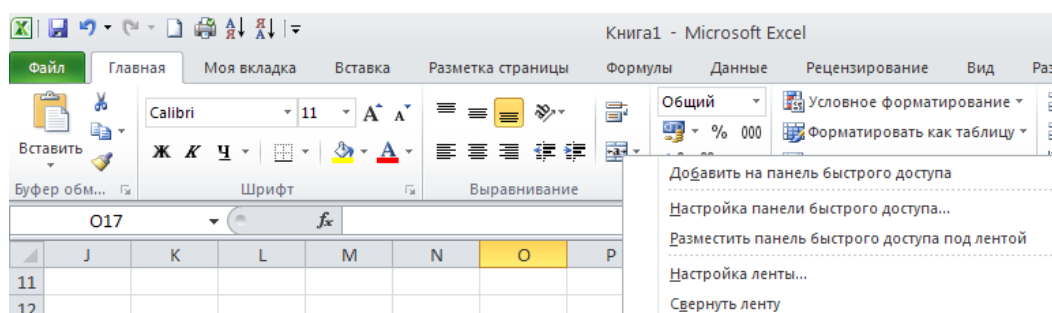 Книга1 - Microsoft Excel
Файл Главная Моя вкладка Вставка Разметка страницы Формулы Данные Рецензирование Вид Раз
Calibri 11 Общий Условное форматирование
Вставить Ж К Ч % 000 Форматировать как таблицу
Буфер обм... Шрифт Выравнивание
Добавить на панель быстрого доступа
Настройка панели быстрого доступа...
Разместить панель быстрого доступа под лентой
Настройка ленты...
Свернуть ленту
O17 fx
J K L M N O P
11
12